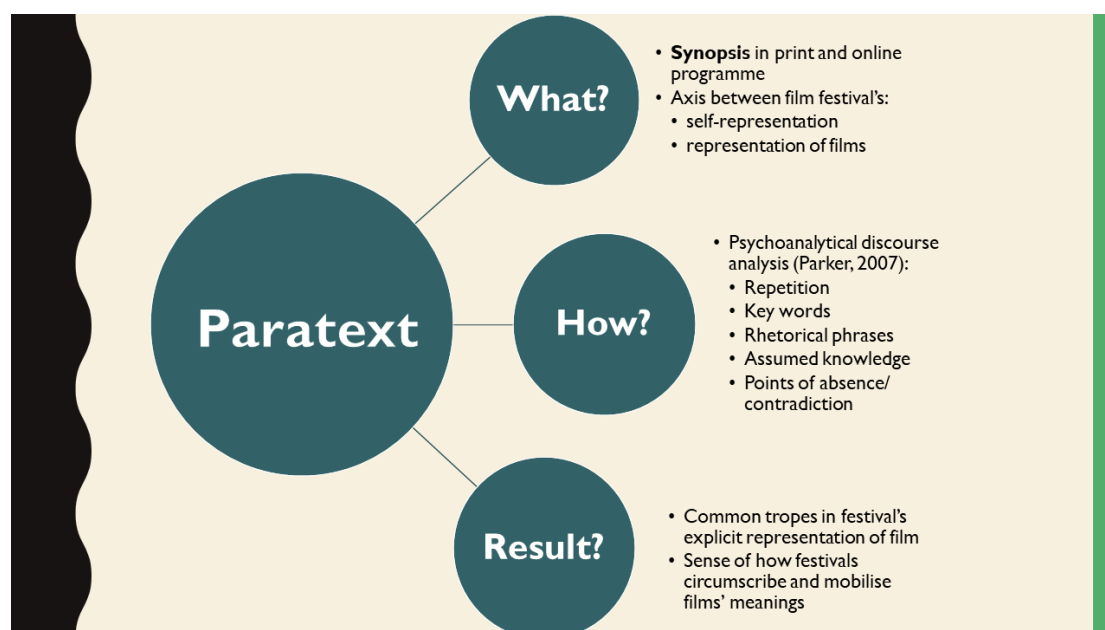 What?
• Synopsis in print and online
programme
• Axis between film festival's:
• self-representation
• representation of films
Paratext
How?
• Psychoanalytical discourse
analysis (Parker, 2007):
• Repetition
• Key words
• Rhetorical phrases
• Assumed knowledge
• Points of absence/
contradiction
Result?
• Common tropes in festival's
explicit representation of film
• Sense of how festivals
circumscribe and mobilise
films' meanings